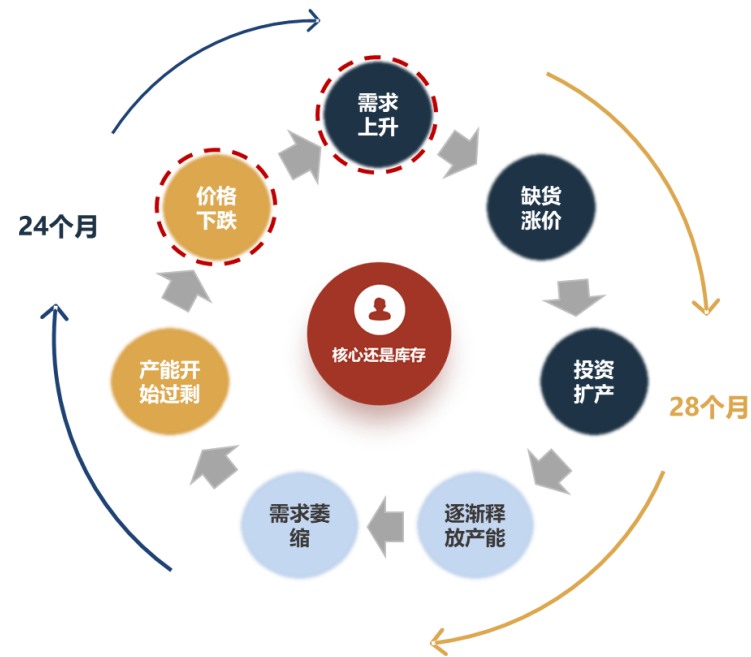 需求
上升
缺货
涨价
投资
扩产
28个月
逐渐释
放产能
需求萎
缩
产能开
始过剩
24个月
价格
下跌
核心还是库存